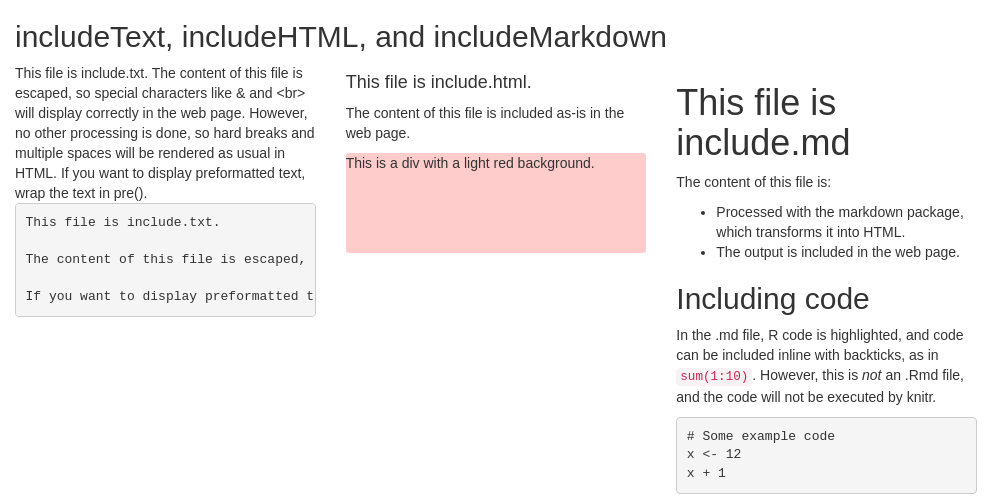 includeText, includeHTML, and includeMarkdown
This file is include.txt. The content of this file is
escaped, so special characters like & and <br>
will display correctly in the web page. However,
no other processing is done, so hard breaks and
multiple spaces will be rendered as usual in
HTML. If you want to display preformatted text,
wrap the text in pre().
This file is include.txt.
The content of this file is escaped,
If you want to display preformatted t
This file is include.html.
The content of this file is included as-is in the
web page.
This is a div with a light red background.
This file is
include.md
The content of this file is:
• Processed with the markdown package,
which transforms it into HTML.
• The output is included in the web page.
Including code
In the .md file, R code is highlighted, and code
can be included inline with backticks, as in
sum(1:10). However, this is not an .Rmd file,
and the code will not be executed by knitr.
# Some example code
x <- 12
x + 1